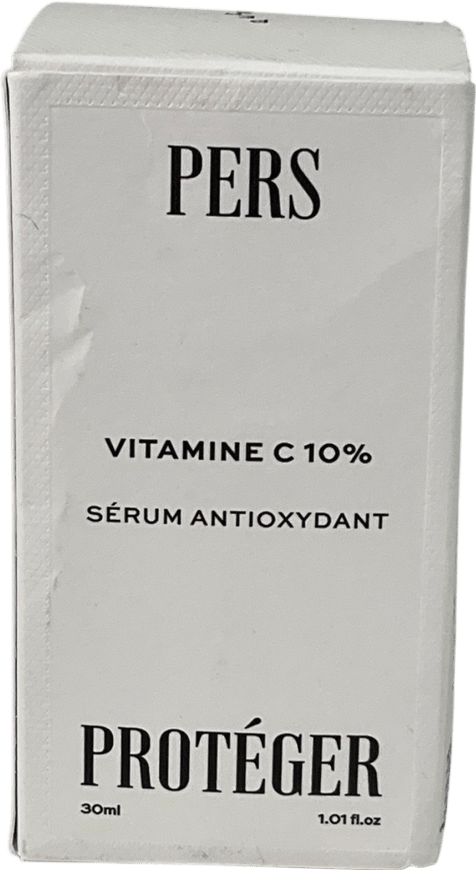 PERS
VITAMINE C 10%
SÉRUM ANTIOXYDANT
PROTÉGER
30ml
1.01 fl.oz